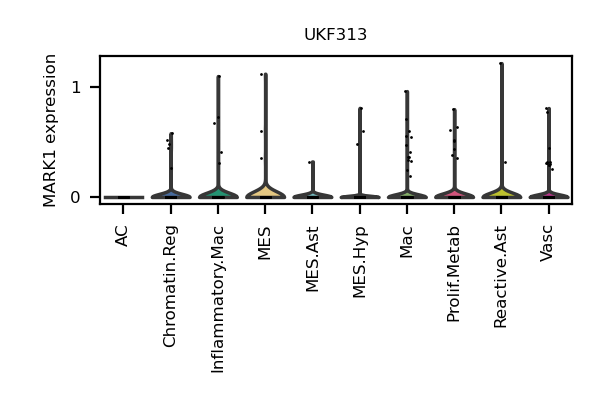 UKF313
MARK1 expression
1
0
AC
Chromatin.Reg
Inflammatory.Mac
MES
MES.Ast
MES.Hyp
Mac
Prolif.Metab
Reactive.Ast
Vasc